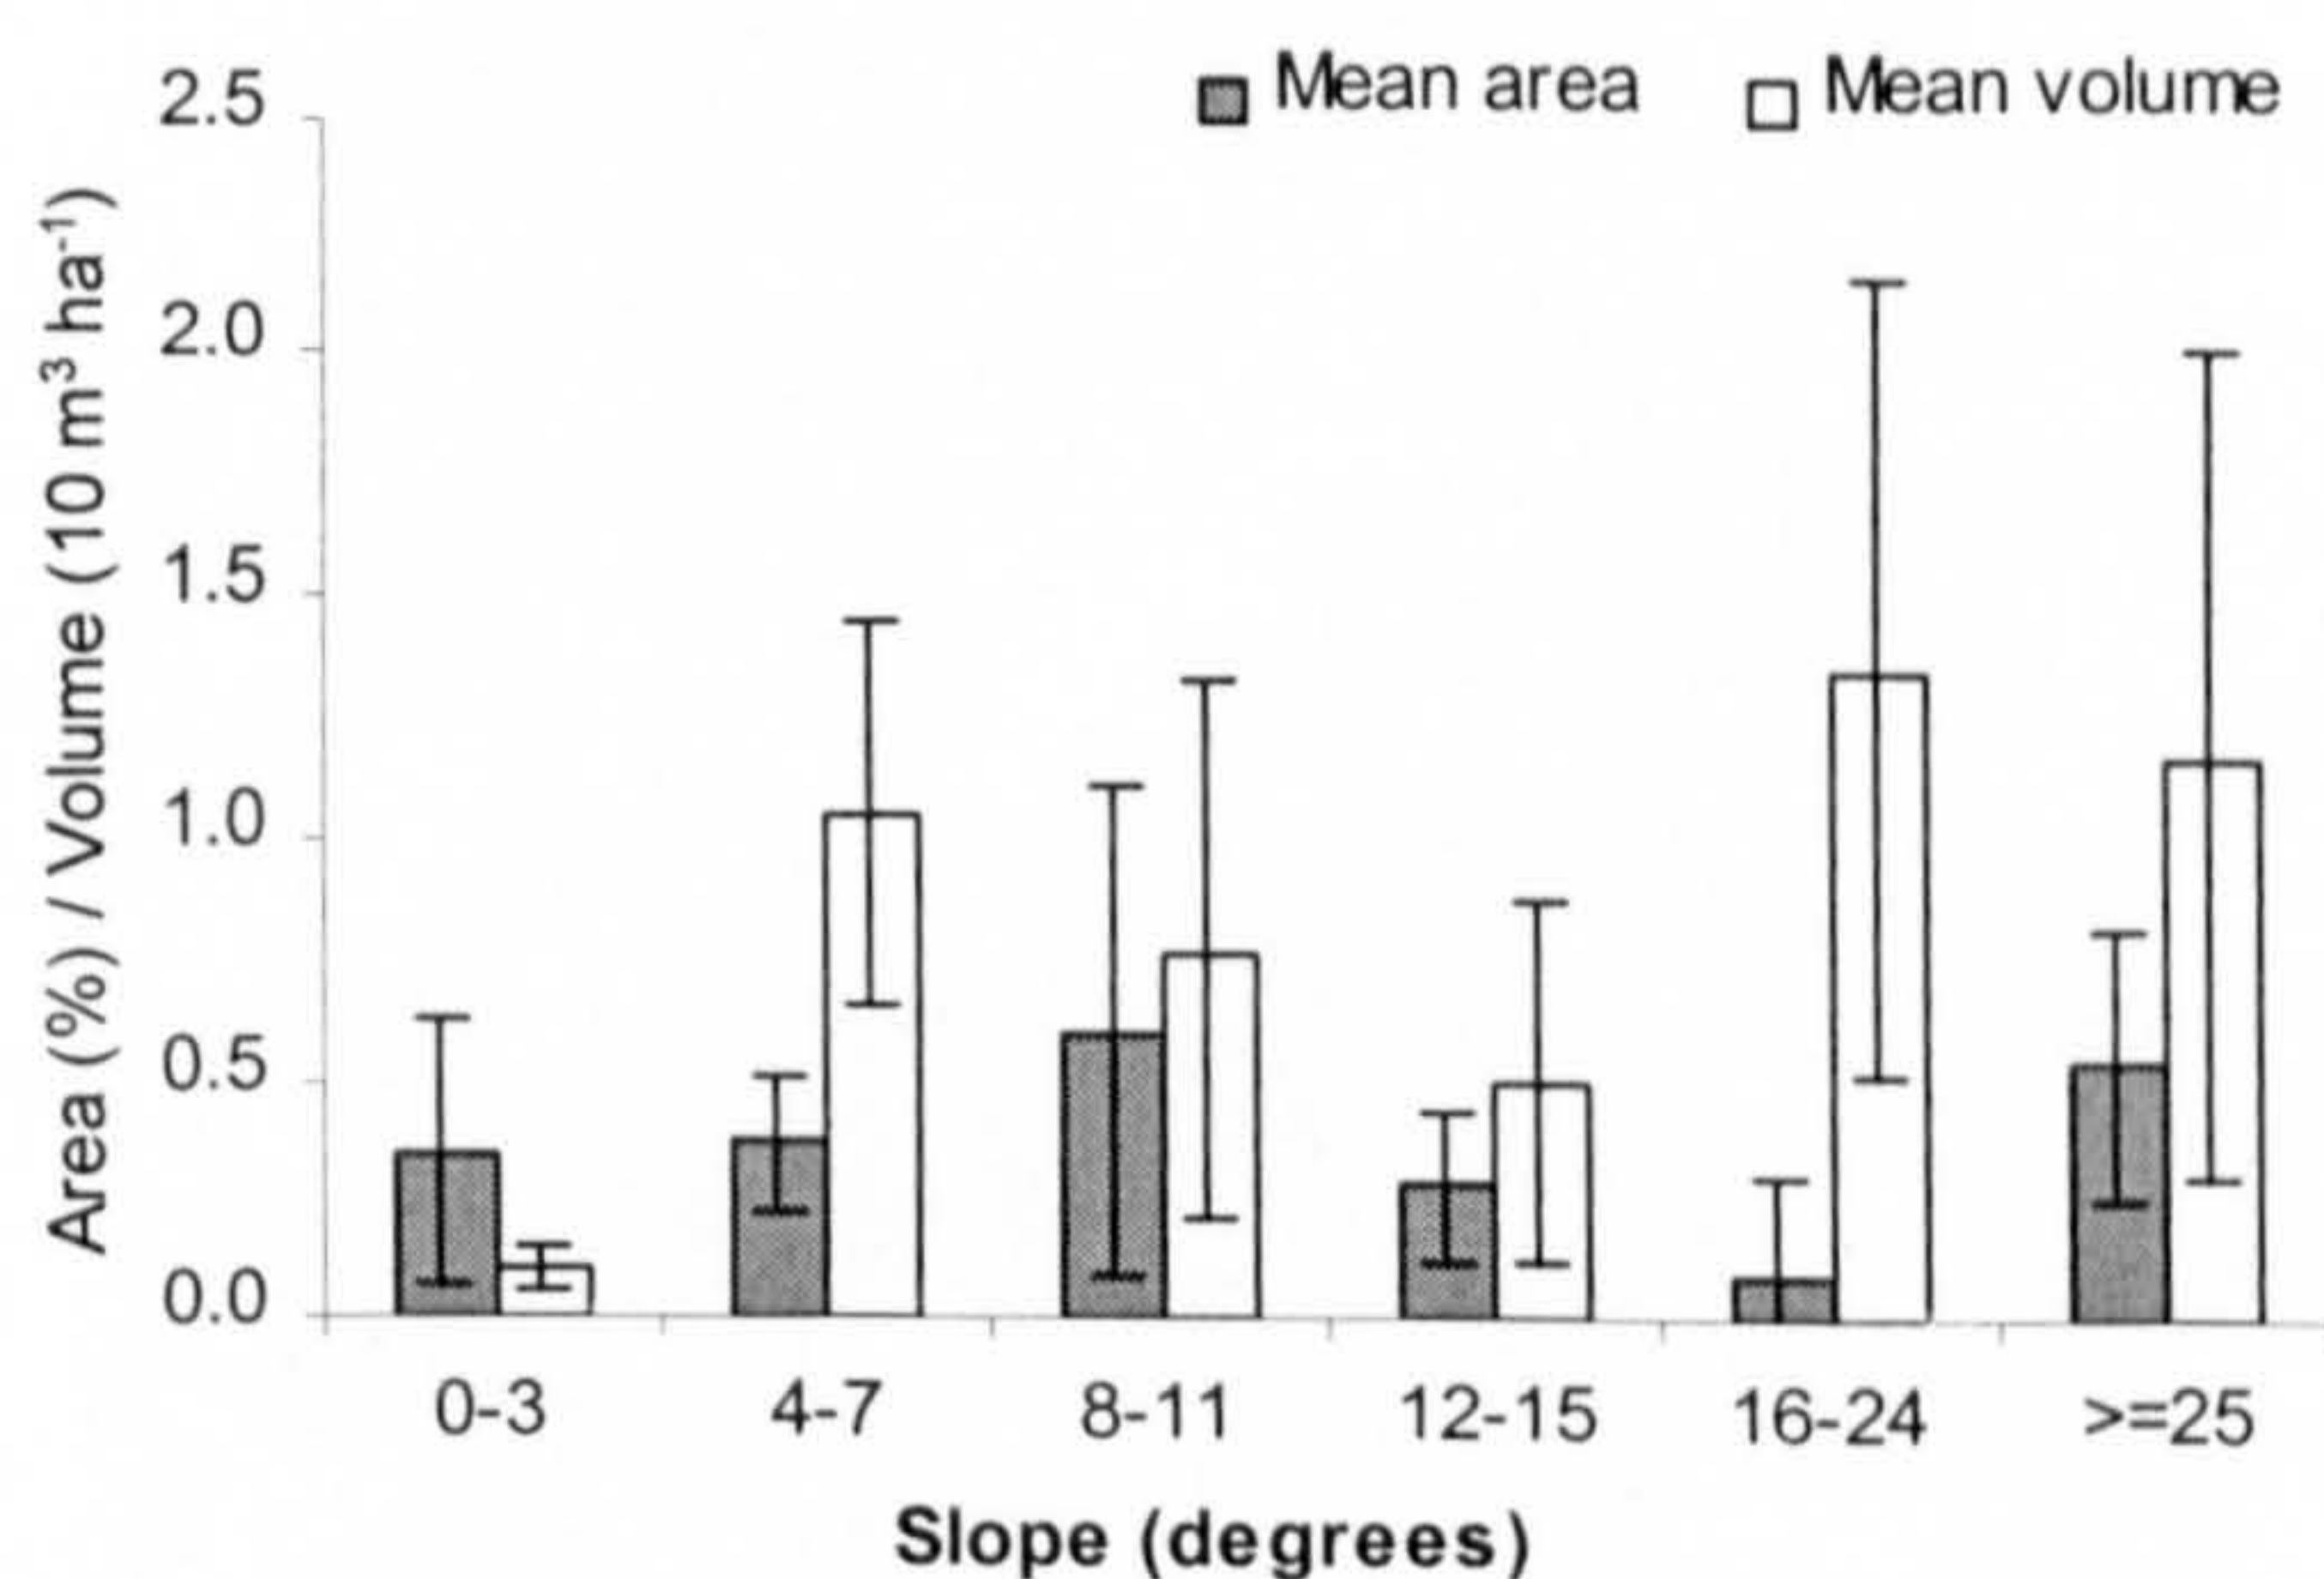 Mean area Mean volume
Area (%) / Volume (10 m³ ha⁻¹)
2.5
2.0
1.5
1.0
0.5
0.0
0-3 4-7 8-11 12-15 16-24 >=25
Slope (degrees)